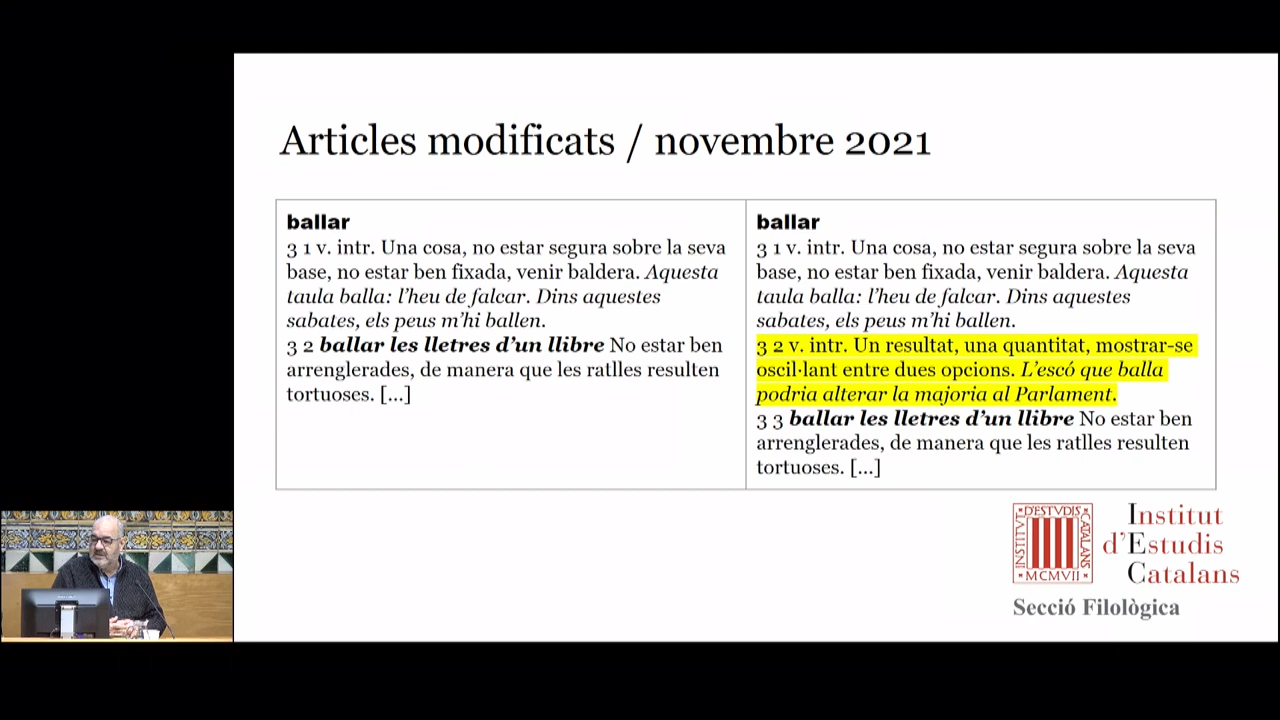 Articles modificats / novembre 2021
ballar
3 1 v. intr. Una cosa, no estar segura sobre la seva
base, no estar ben fixada, venir baldera. Aquesta
taula balla: l’heu de falcar. Dins aquestes
sabates, els peus m’hi ballen.
3 2 ballar les lletres d’un llibre No estar ben
arrenglerades, de manera que les ratlles resulten
tortuoses. [...]
ballar
3 1 v. intr. Una cosa, no estar segura sobre la seva
base, no estar ben fixada, venir baldera. Aquesta
taula balla: l’heu de falcar. Dins aquestes
sabates, els peus m’hi ballen.
3 2 v. intr. Un resultat, una quantitat, mostrar-se
oscil·lant entre dues opcions. L’escó que balla
podria alterar la majoria al Parlament.
3 3 ballar les lletres d’un llibre No estar ben
arrenglerades, de manera que les ratlles resulten
tortuoses. [...]
INSTITUT
D'ESTVDIS
CATALANS
MCMVII
Institut
d’Estudis
Catalans
Secció Filològica